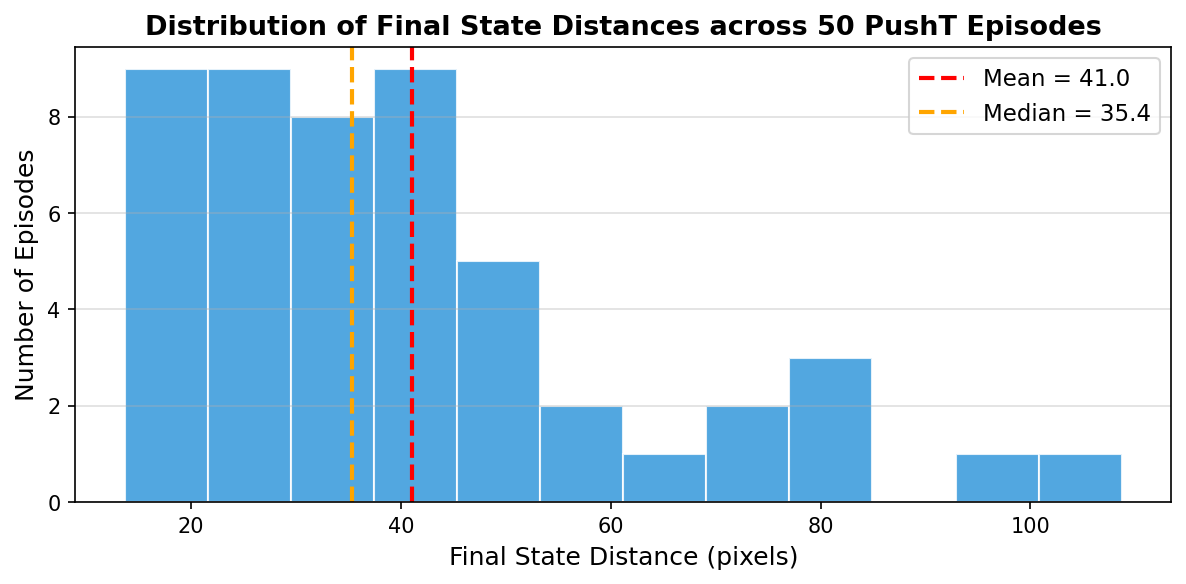 Distribution of Final State Distances across 50 PushT Episodes
Mean = 41.0
Median = 35.4
Number of Episodes
8
6
4
2
0
20 40 60 80 100
Final State Distance (pixels)